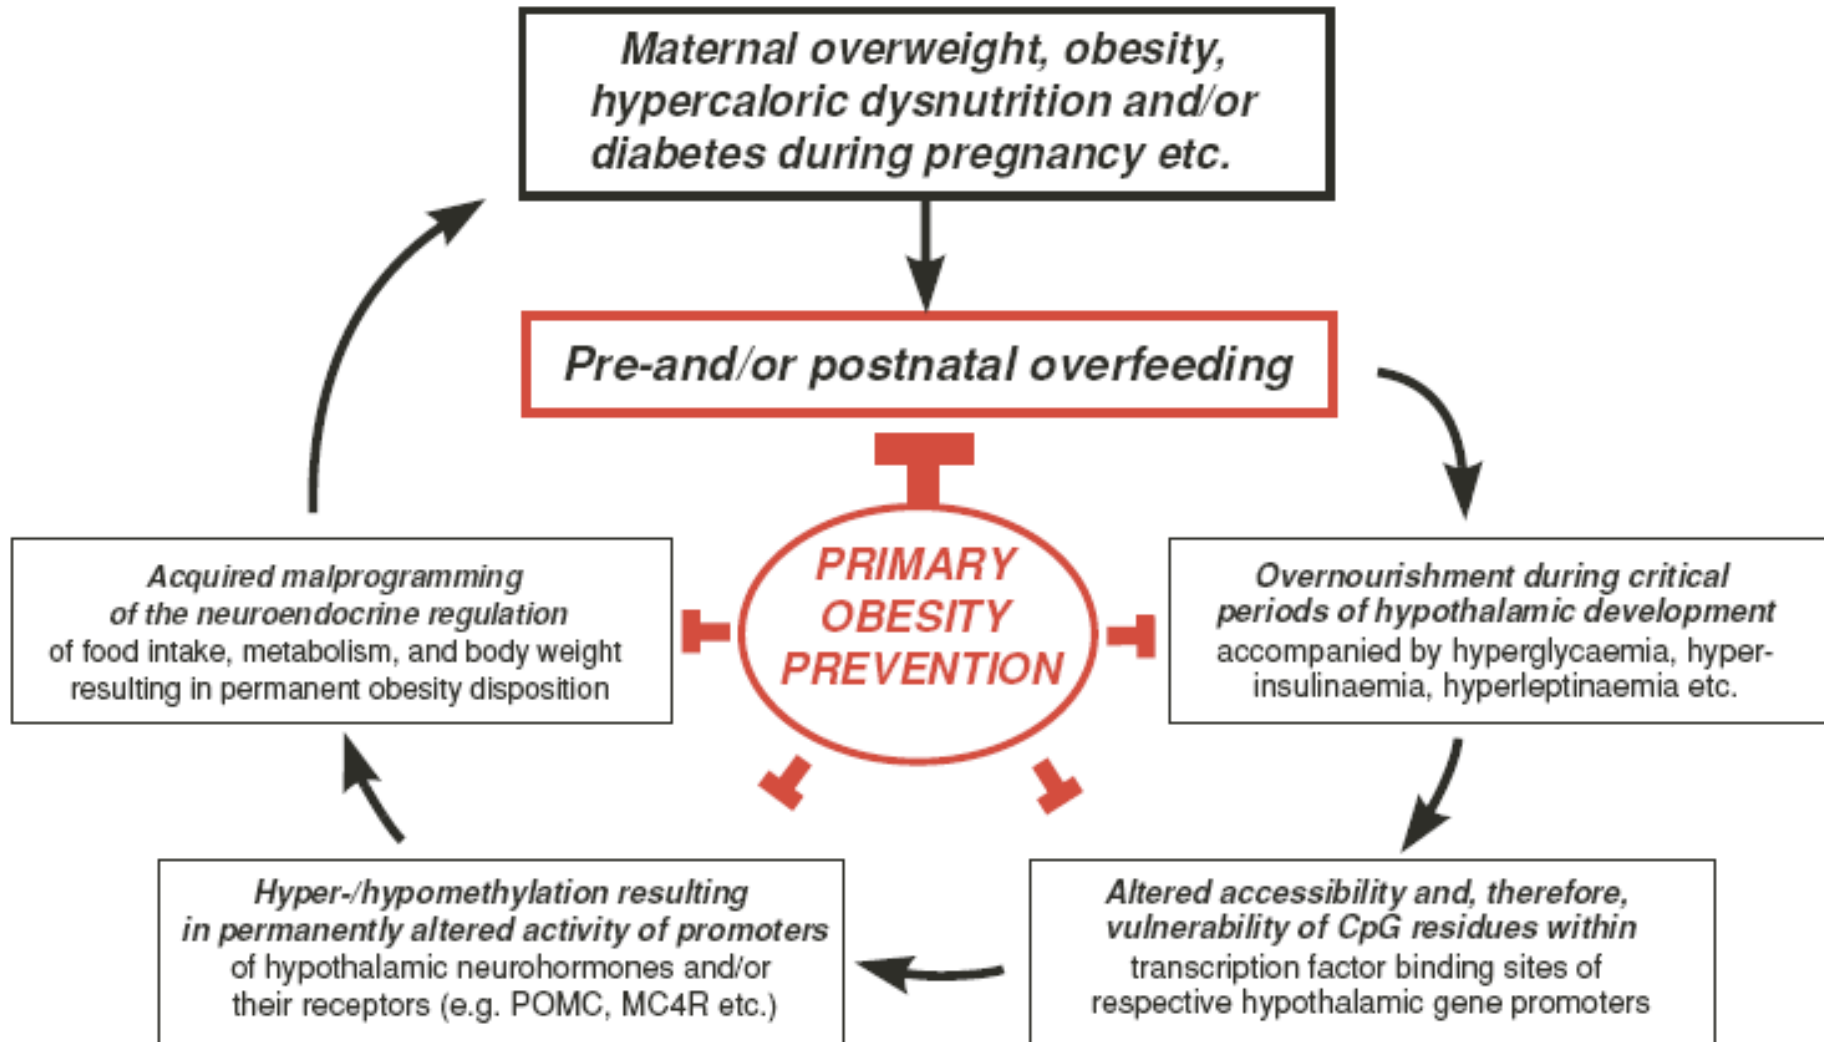 Maternal overweight, obesity,
hypercaloric dysnutrition and/or
diabetes during pregnancy etc.
Pre-and/or postnatal overfeeding
PRIMARY
OBESITY
PREVENTION
Acquired malprogramming
of the neuroendocrine regulation
of food intake, metabolism, and body weight
resulting in permanent obesity disposition
Overnourishment during critical
periods of hypothalamic development
accompanied by hyperglycaemia, hyper-
insulinaemia, hyperleptinaemia etc.
Hyper-/hypomethylation resulting
in permanently altered activity of promoters
of hypothalamic neurohormones and/or
their receptors (e.g. POMC, MC4R etc.)
Altered accessibility and, therefore,
vulnerability of CpG residues within
transcription factor binding sites of
respective hypothalamic gene promoters